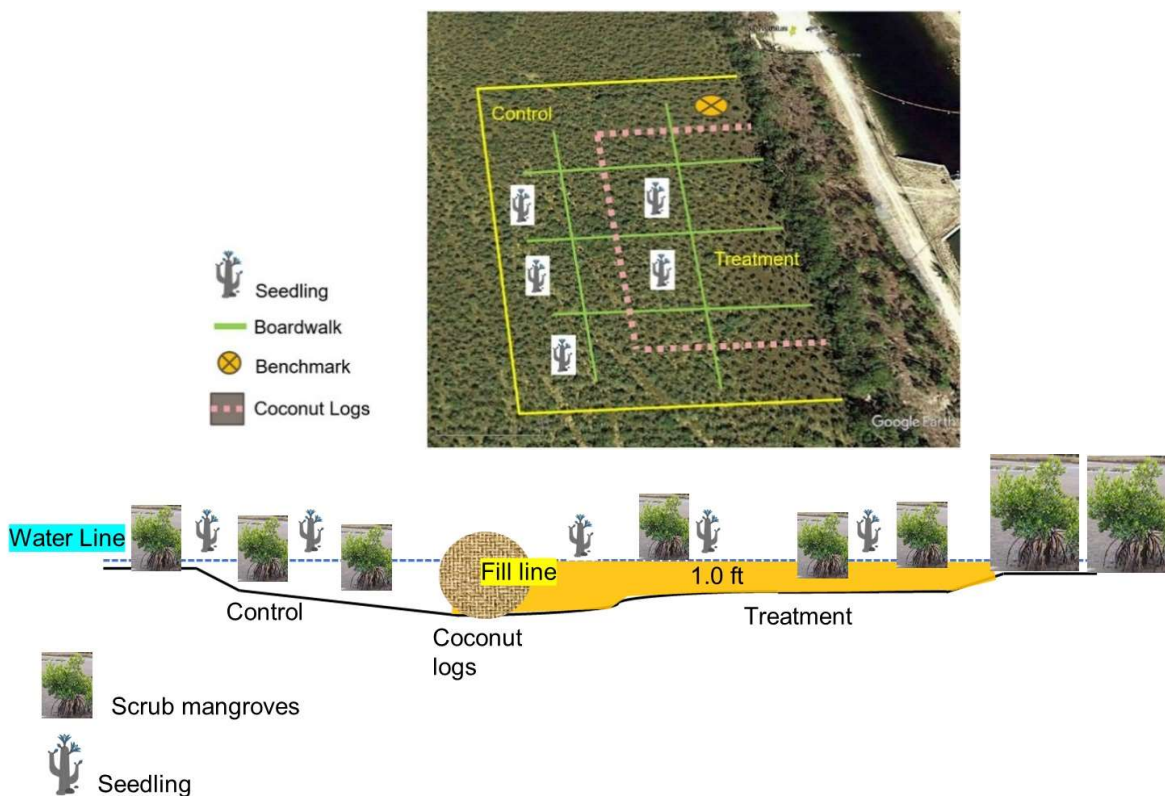 Control
Treatment
Google Earth
Seedling
Boardwalk
Benchmark
Coconut Logs
Water Line
Fill line
1.0 ft
Control
Coconut
logs
Treatment
Scrub mangroves
Seedling